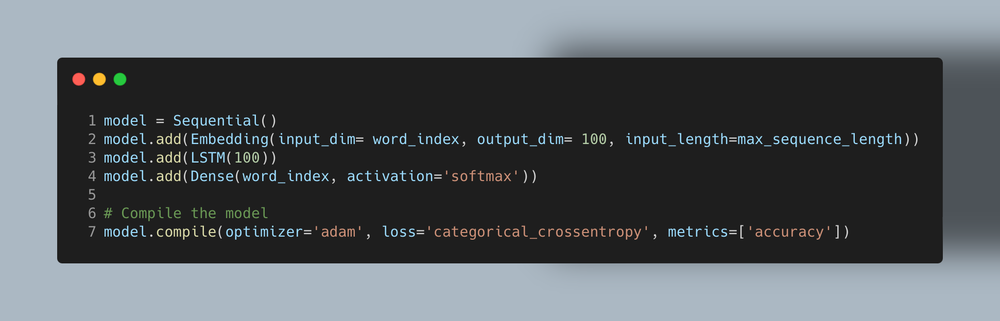 1 model = Sequential()
2 model.add(Embedding(input_dim= word_index, output_dim= 100, input_length=max_sequence_length))
3 model.add(LSTM(100))
4 model.add(Dense(word_index, activation='softmax'))
5
6 # Compile the model
7 model.compile(optimizer='adam', loss='categorical_crossentropy', metrics=['accuracy'])